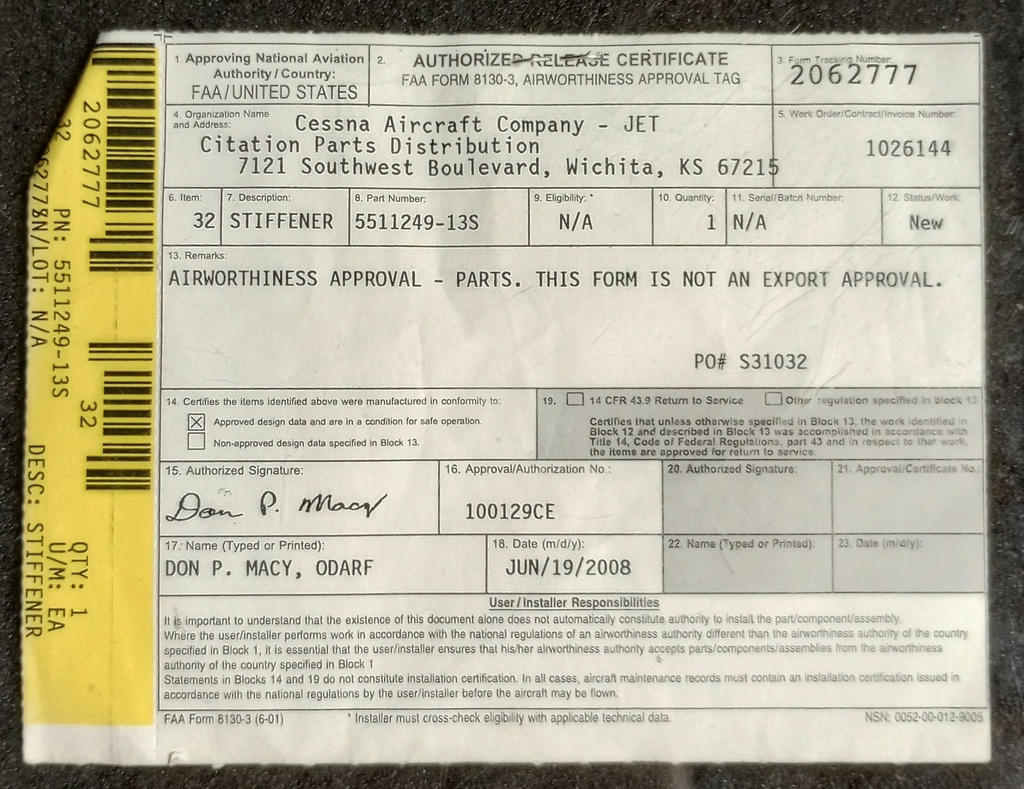 1 Approving National Aviation
Authority / Country:
FAA/UNITED STATES
2. AUTHORIZED RELEASE CERTIFICATE
FAA FORM 8130-3, AIRWORTHINESS APPROVAL TAG
3. Form Tracking Number:
2062777
4. Organization Name
and Address:
Cessna Aircraft Company - JET
Citation Parts Distribution
7121 Southwest Boulevard, Wichita, KS 67215
5. Work Order/Contract/Invoice Number:
1026144
6. Item:
32
7. Description:
STIFFENER
8. Part Number:
5511249-13S
9. Eligibility: *
N/A
10. Quantity:
1
11. Serial/Batch Number:
N/A
12 Status/Work:
New
13. Remarks:
AIRWORTHINESS APPROVAL - PARTS. THIS FORM IS NOT AN EXPORT APPROVAL.
PO# S31032
14. Certifies the items identified above were manufactured in conformity to:
Approved design data and are in a condition for safe operation.
Non-approved design data specified in Block 13.
19. 14 CFR 43.9 Return to Service Other regulation specified in block 13
Certifies that unless otherwise specified in Block 13, the work identified in
Block 12 and described in Block 13 was accomplished in accordance with
Title 14, Code of Federal Regulations, part 43 and in respect to that work,
the items are approved for return to service.
15. Authorized Signature:
Don P. Macy
16. Approval/Authorization No.:
100129CE
20. Authorized Signature:
21. Approval/Certificate No.:
17. Name (Typed or Printed):
DON P. MACY, ODARF
18. Date (m/d/y):
JUN/19/2008
22. Name (Typed or Printed):
23. Date (m/d/y):
User/Installer Responsibilities
It is important to understand that the existence of this document alone does not automatically constitute authority to install the part/component/assembly.
Where the user/installer performs work in accordance with the national regulations of an airworthiness authority different than the airworthiness authority of the country
specified in Block 1, it is essential that the user/installer ensures that his/her airworthiness authority accepts parts/components/assemblies from the airworthiness
authority of the country specified in Block 1
Statements in Blocks 14 and 19 do not constitute installation certification. In all cases, aircraft maintenance records must contain an installation certification issued in
accordance with the national regulations by the user/installer before the aircraft may be flown.
FAA Form 8130-3 (6-01)
* Installer must cross-check eligibility with applicable technical data.
NSN: 0052-00-012-9005
2062777
32
32
PN: 5511249-13S
SN/LOT: N/A
QTY: 1
U/M: EA
DESC: STIFFENER